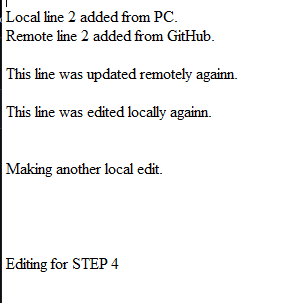 Local line 2 added from PC.
Remote line 2 added from GitHub.
This line was updated remotely againn.
This line was edited locally againn.
Making another local edit.
Editing for STEP 4